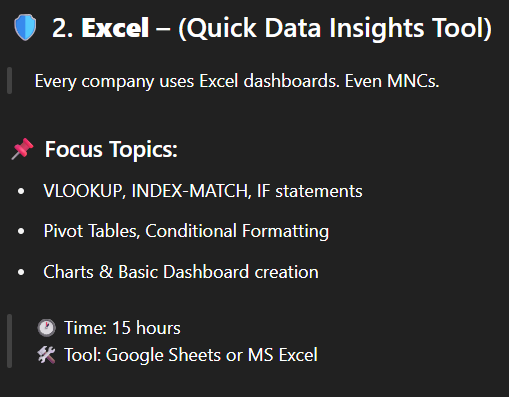 🛡️ 2. Excel – (Quick Data Insights Tool)
Every company uses Excel dashboards. Even MNCs.
📌 Focus Topics:
• VLOOKUP, INDEX-MATCH, IF statements
• Pivot Tables, Conditional Formatting
• Charts & Basic Dashboard creation
🕐 Time: 15 hours
🛠️ Tool: Google Sheets or MS Excel